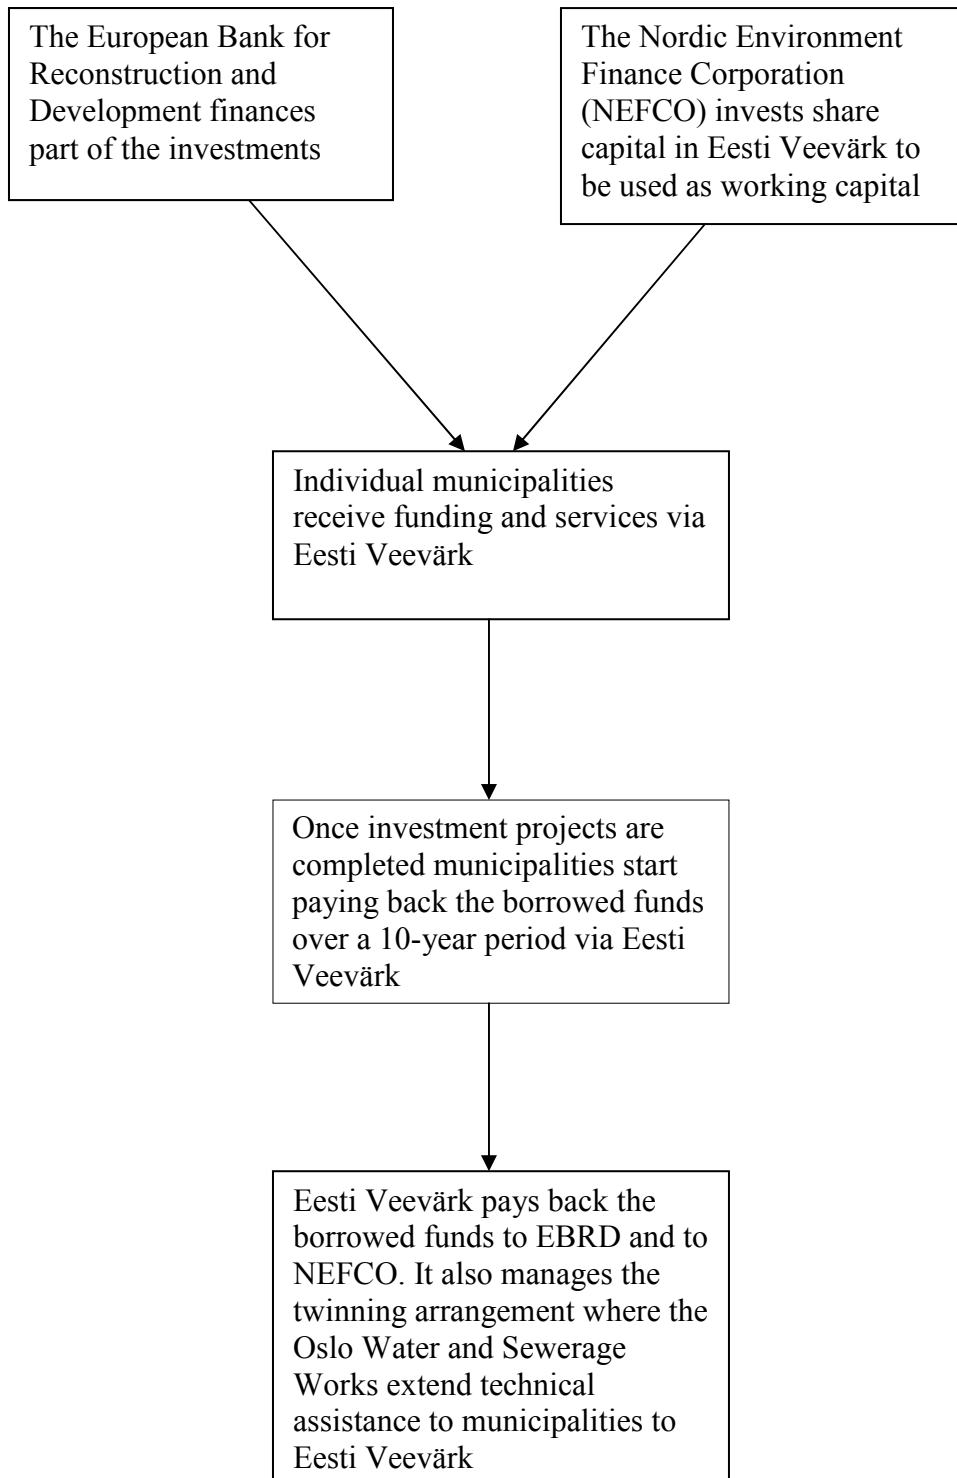 The European Bank for
Reconstruction and
Development finances
part of the investments
The Nordic Environment
Finance Corporation
(NEFCO) invests share
capital in Eesti Veevärk to
be used as working capital
Individual municipalities
receive funding and services via
Eesti Veevärk
Once investment projects are
completed municipalities start
paying back the borrowed funds
over a 10-year period via Eesti
Veevärk
Eesti Veevärk pays back the
borrowed funds to EBRD and to
NEFCO. It also manages the
twinning arrangement where the
Oslo Water and Sewerage
Works extend technical
assistance to municipalities to
Eesti Veevärk